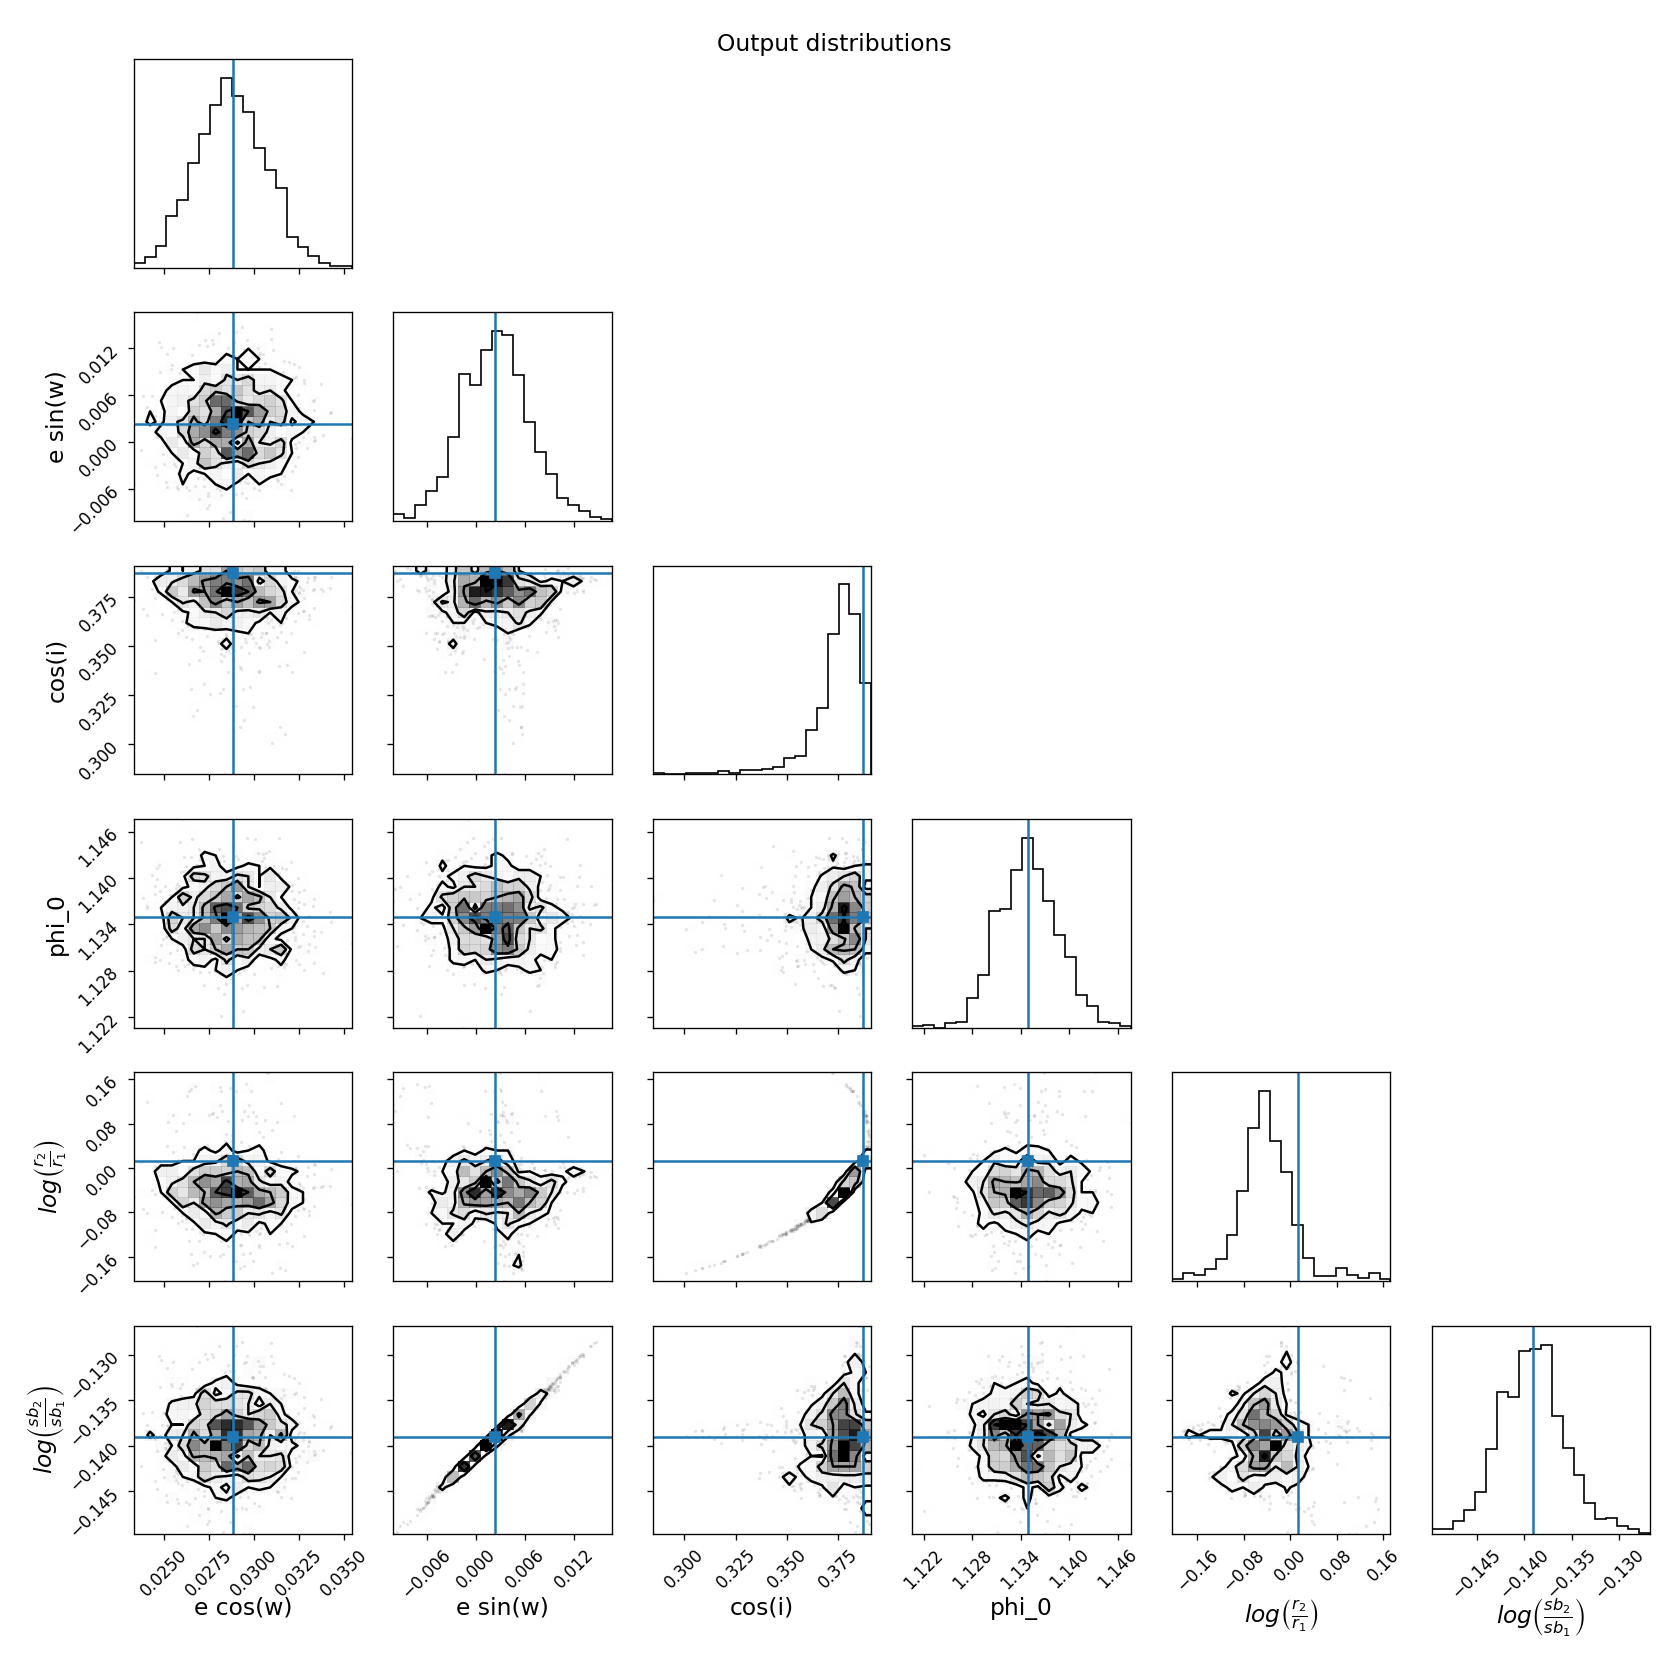 Output distributions
0.012
0.006
0.000
−0.006
e sin(w)
0.375
0.350
0.325
0.300
cos(i)
1.146
1.140
1.134
1.128
1.122
phi_0
0.16
0.08
0.00
−0.08
−0.16
log(r₂/r₁)
−0.130
−0.135
−0.140
−0.145
log(sb₂/sb₁)
0.0250 0.0275 0.0300 0.0325 0.0350
−0.006 0.000 0.006 0.012
0.300 0.325 0.350 0.375
1.122 1.128 1.134 1.140 1.146
−0.16 −0.08 0.00 0.08 0.16
−0.145 −0.140 −0.135 −0.130
e cos(w)
e sin(w)
cos(i)
phi_0
log(r₂/r₁)
log(sb₂/sb₁)